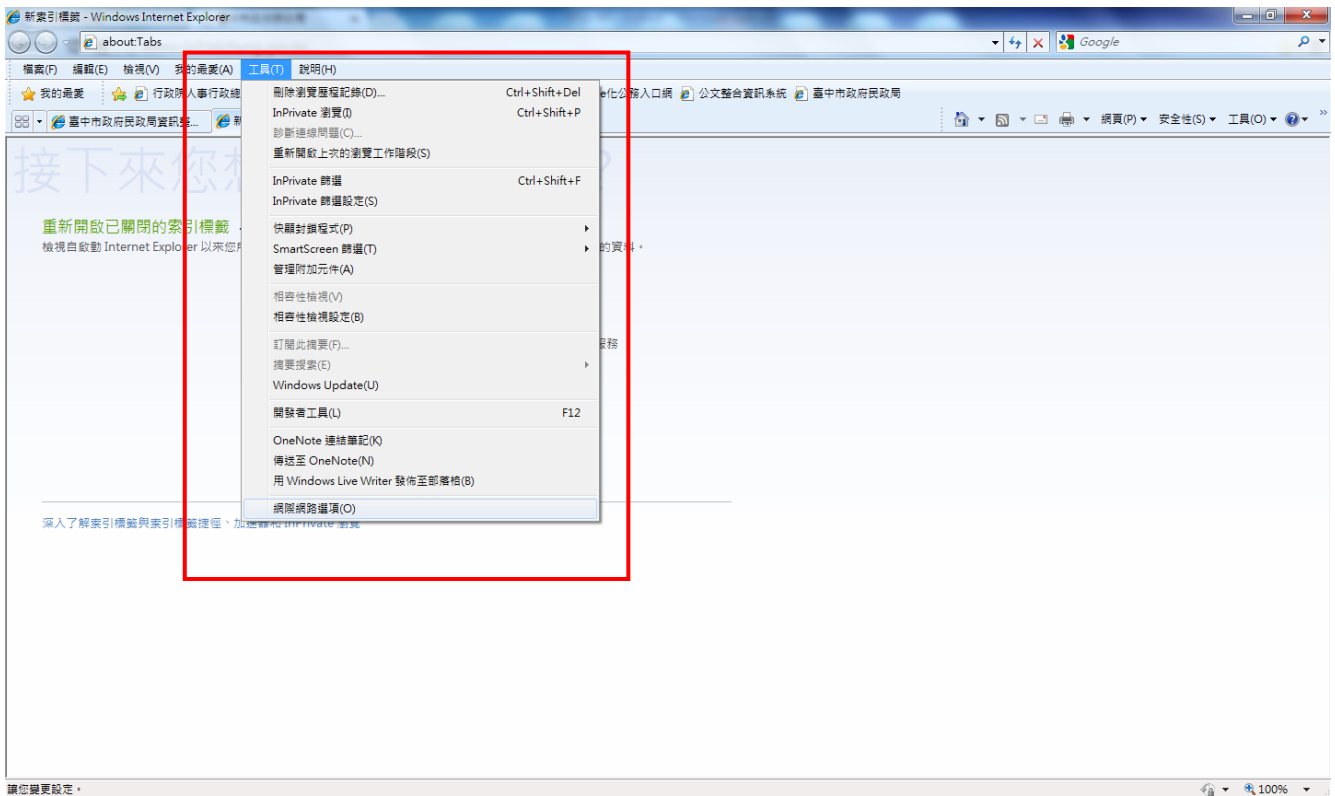 新索引標籤 - Windows Internet Explorer
about:Tabs
Google
檔案(F) 編輯(E) 檢視(V) 我的最愛(A) 工具(T) 說明(H)
我的最愛 行政院人事行政總 e化公務入口網 公文整合資訊系統 臺中市政府民政局
臺中市政府民政局資訊整... 新
網頁(P) 安全性(S) 工具(O)
接下來您想 ?
重新開啟已關閉的索引標籤
檢視自啟動 Internet Explorer 以來您 的資料。
服務
刪除瀏覽歷程記錄(D)... Ctrl+Shift+Del
InPrivate 瀏覽(I) Ctrl+Shift+P
診斷連線問題(C)...
重新開啟上次的瀏覽工作階段(S)
InPrivate 篩選 Ctrl+Shift+F
InPrivate 篩選設定(S)
快顯封鎖程式(P)
SmartScreen 篩選(T)
管理附加元件(A)
相容性檢視(V)
相容性檢視設定(B)
訂閱此摘要(F)...
摘要搜索(E)
Windows Update(U)
開發者工具(L) F12
OneNote 連結筆記(K)
傳送至 OneNote(N)
用 Windows Live Writer 發佈至部落格(B)
網際網路選項(O)
深入了解索引標籤與索引標籤捷徑、加速器和 InPrivate 瀏覽
讓您變更設定。
100%